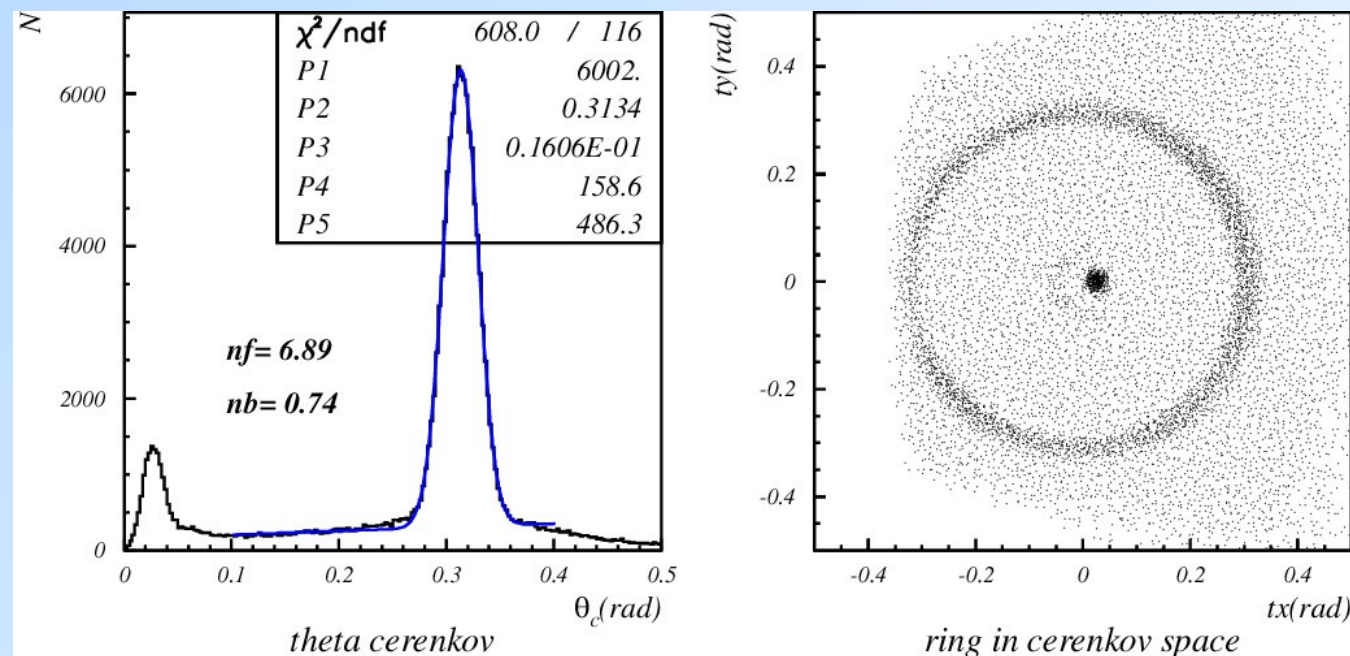 N
χ²/ndf 608.0 / 116
P1 6002.
P2 0.3134
P3 0.1606E-01
P4 158.6
P5 486.3
6000
4000
2000
0
nf= 6.89
nb= 0.74
0 0.1 0.2 0.3 0.4 0.5
θc(rad)
theta cerenkov
ty(rad)
0.4
0.2
0
-0.2
-0.4
-0.4 -0.2 0 0.2 0.4
tx(rad)
ring in cerenkov space